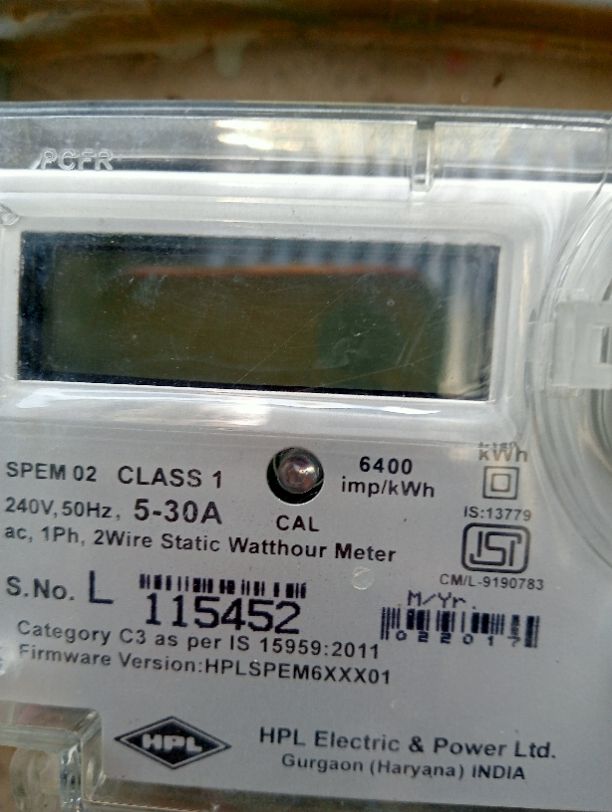 PCFR
SPEM 02 CLASS 1
240V, 50Hz, 5-30A
ac, 1Ph, 2Wire Static Watthour Meter
CAL
6400
imp/kWh
kWh
IS:13779
ISI
CM/L-9190783
S.No. L 115452
M/Yr.
022017
Category C3 as per IS 15959:2011
Firmware Version:HPLSPEM6XXX01
HPL
HPL Electric & Power Ltd.
Gurgaon (Haryana) INDIA